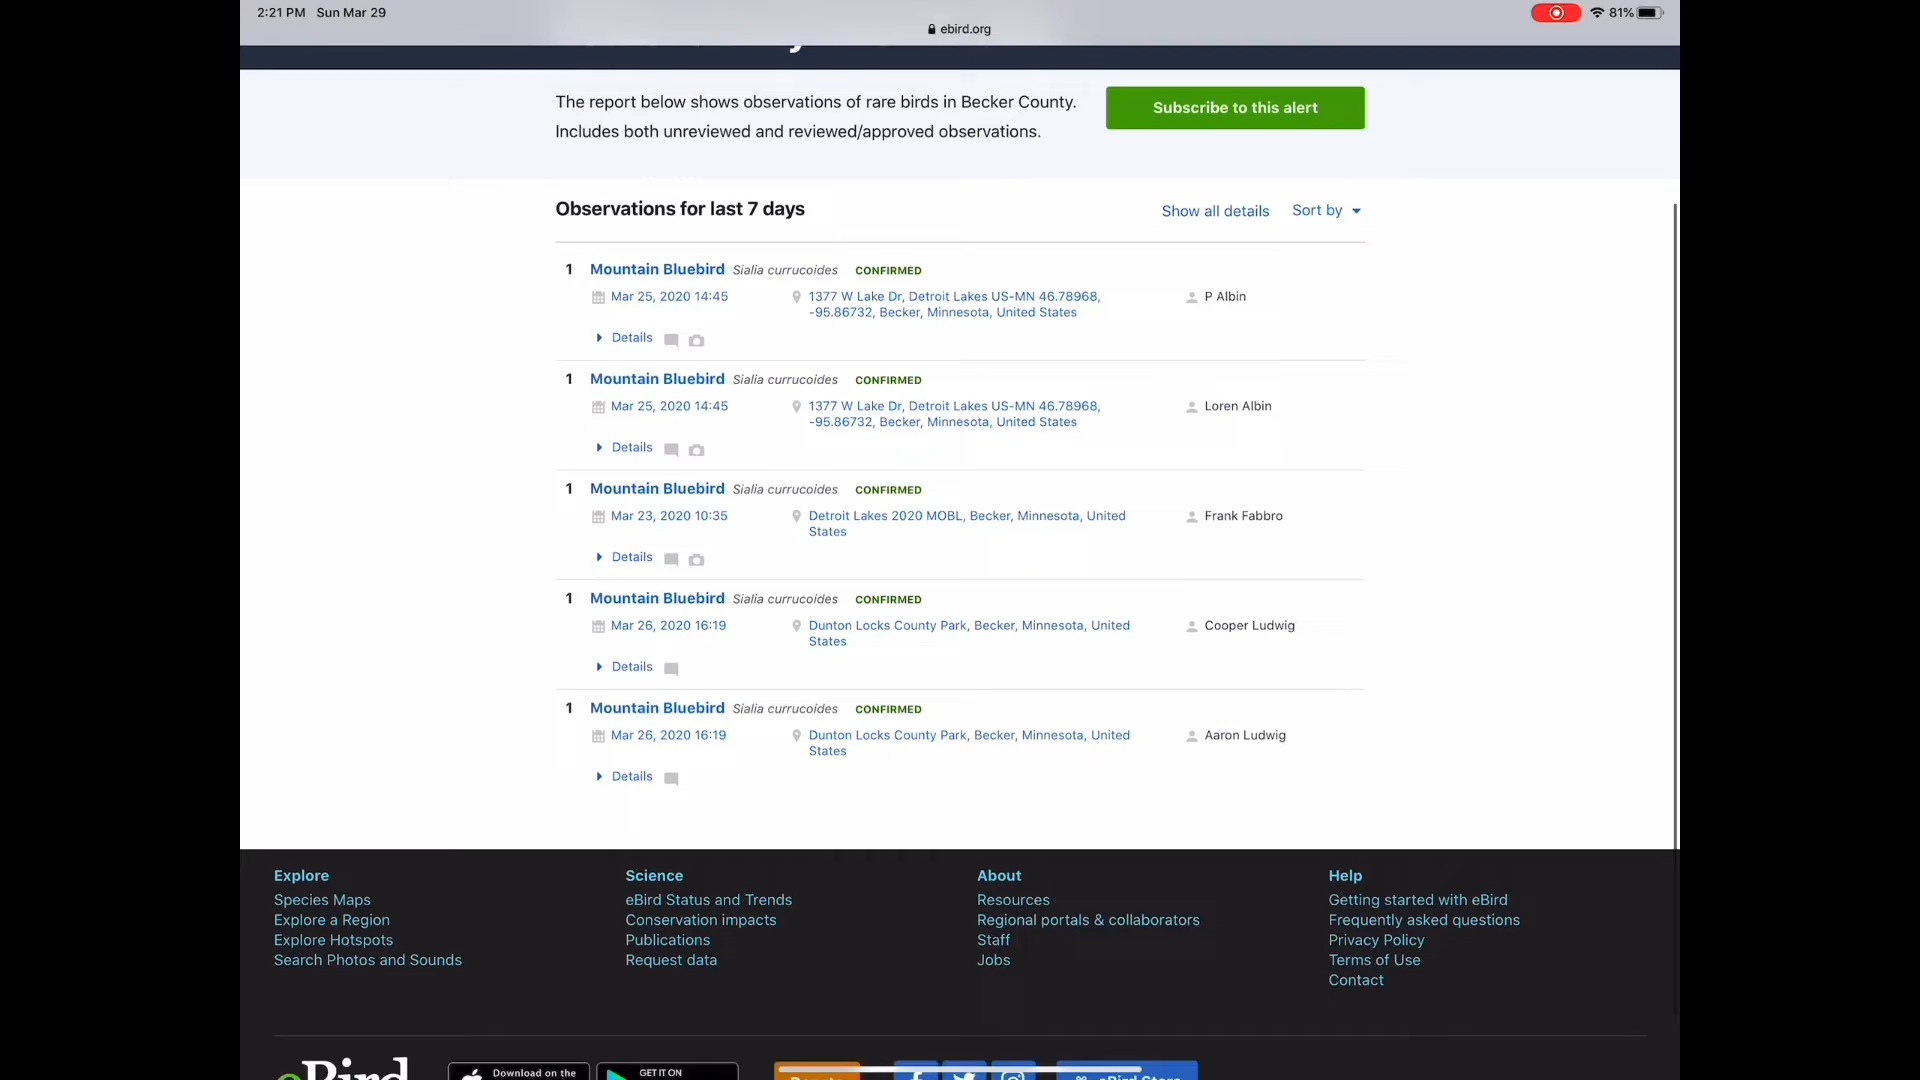 2:21 PM Sun Mar 29
81%
ebird.org
The report below shows observations of rare birds in Becker County.
Includes both unreviewed and reviewed/approved observations.
Subscribe to this alert
Observations for last 7 days
Show all details
Sort by
1 Mountain Bluebird Sialia currucoides CONFIRMED
Mar 25, 2020 14:45
1377 W Lake Dr, Detroit Lakes US-MN 46.78968,
-95.86732, Becker, Minnesota, United States
P Albin
Details
1 Mountain Bluebird Sialia currucoides CONFIRMED
Mar 25, 2020 14:45
1377 W Lake Dr, Detroit Lakes US-MN 46.78968,
-95.86732, Becker, Minnesota, United States
Loren Albin
Details
1 Mountain Bluebird Sialia currucoides CONFIRMED
Mar 23, 2020 10:35
Detroit Lakes 2020 MOBL, Becker, Minnesota, United
States
Frank Fabbro
Details
1 Mountain Bluebird Sialia currucoides CONFIRMED
Mar 26, 2020 16:19
Dunton Locks County Park, Becker, Minnesota, United
States
Cooper Ludwig
Details
1 Mountain Bluebird Sialia currucoides CONFIRMED
Mar 26, 2020 16:19
Dunton Locks County Park, Becker, Minnesota, United
States
Aaron Ludwig
Details
Explore
Species Maps
Explore a Region
Explore Hotspots
Search Photos and Sounds
Science
eBird Status and Trends
Conservation impacts
Publications
Request data
About
Resources
Regional portals & collaborators
Staff
Jobs
Help
Getting started with eBird
Frequently asked questions
Privacy Policy
Terms of Use
Contact
eBird
Download on the
GET IT ON
eBird Store